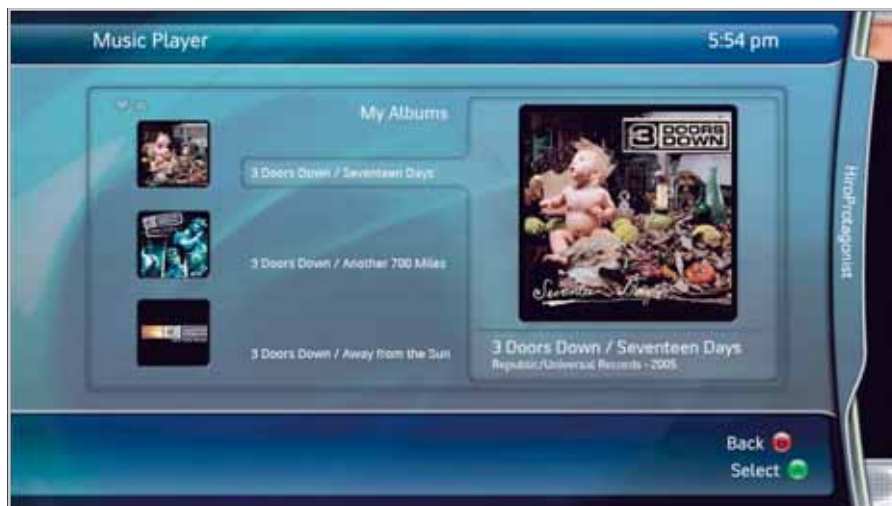 Music Player
5:54 pm
My Albums
3 Doors Down / Seventeen Days
3 Doors Down / Another 700 Miles
3 Doors Down / Away from the Sun
3 DOORS DOWN
Seventeen Days
3 Doors Down / Seventeen Days
Republic/Universal Records - 2005
HiroProtagonist
Back
Select